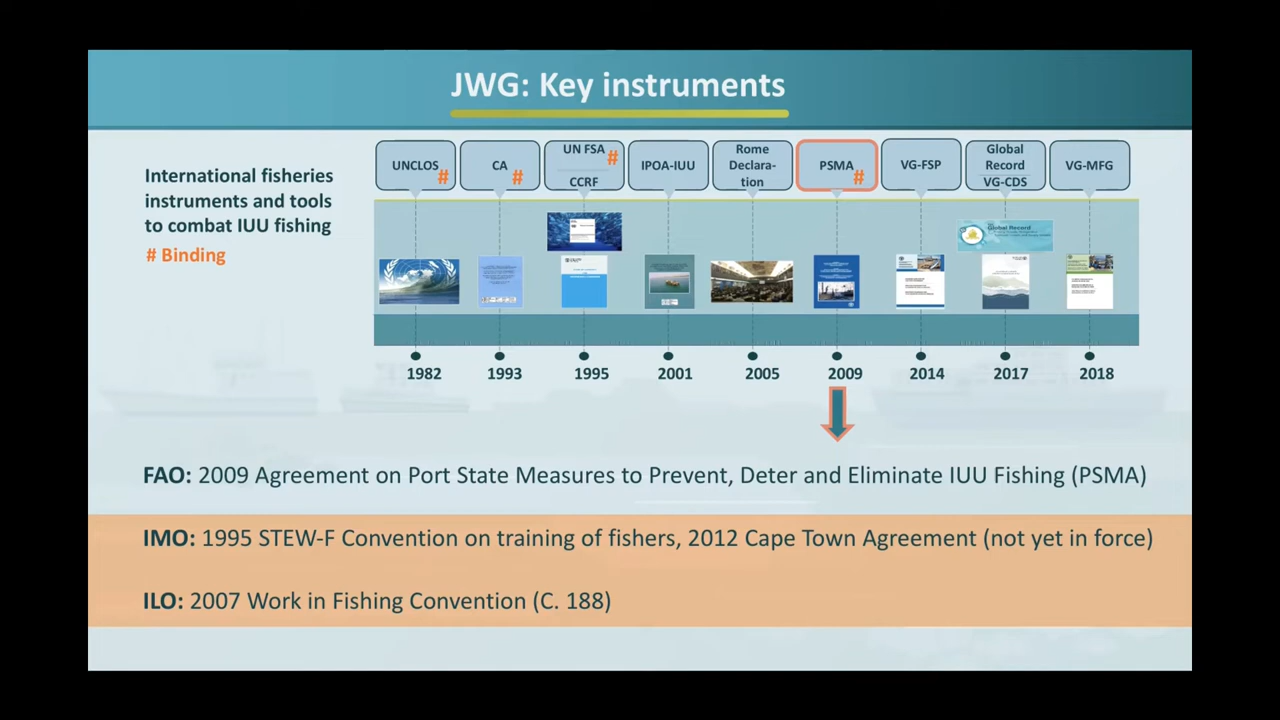 JWG: Key instruments
International fisheries
instruments and tools
to combat IUU fishing
# Binding
UNCLOS #
CA #
UN FSA #
CCRF
IPOA-IUU
Rome
Declara-
tion
PSMA #
VG-FSP
Global
Record
VG-CDS
VG-MFG
Global Record
1982
1993
1995
2001
2005
2009
2014
2017
2018
FAO: 2009 Agreement on Port State Measures to Prevent, Deter and Eliminate IUU Fishing (PSMA)
IMO: 1995 STEW-F Convention on training of fishers, 2012 Cape Town Agreement (not yet in force)
ILO: 2007 Work in Fishing Convention (C. 188)